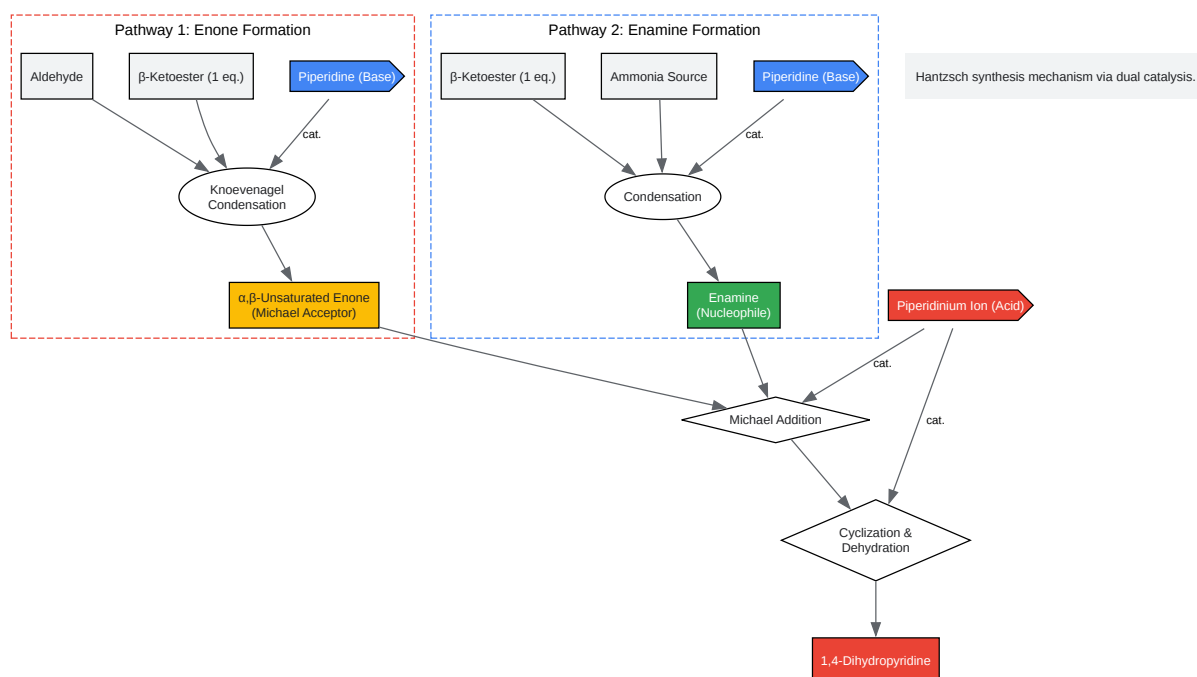 Pathway 1: Enone Formation
Aldehyde
β-Ketoester (1 eq.)
Piperidine (Base)
cat.
Knoevenagel
Condensation
α,β-Unsaturated Enone
(Michael Acceptor)
Pathway 2: Enamine Formation
β-Ketoester (1 eq.)
Ammonia Source
Piperidine (Base)
cat.
Condensation
Enamine
(Nucleophile)
Hantzsch synthesis mechanism via dual catalysis.
Piperidinium Ion (Acid)
cat.
cat.
Michael Addition
Cyclization &
Dehydration
1,4-Dihydropyridine